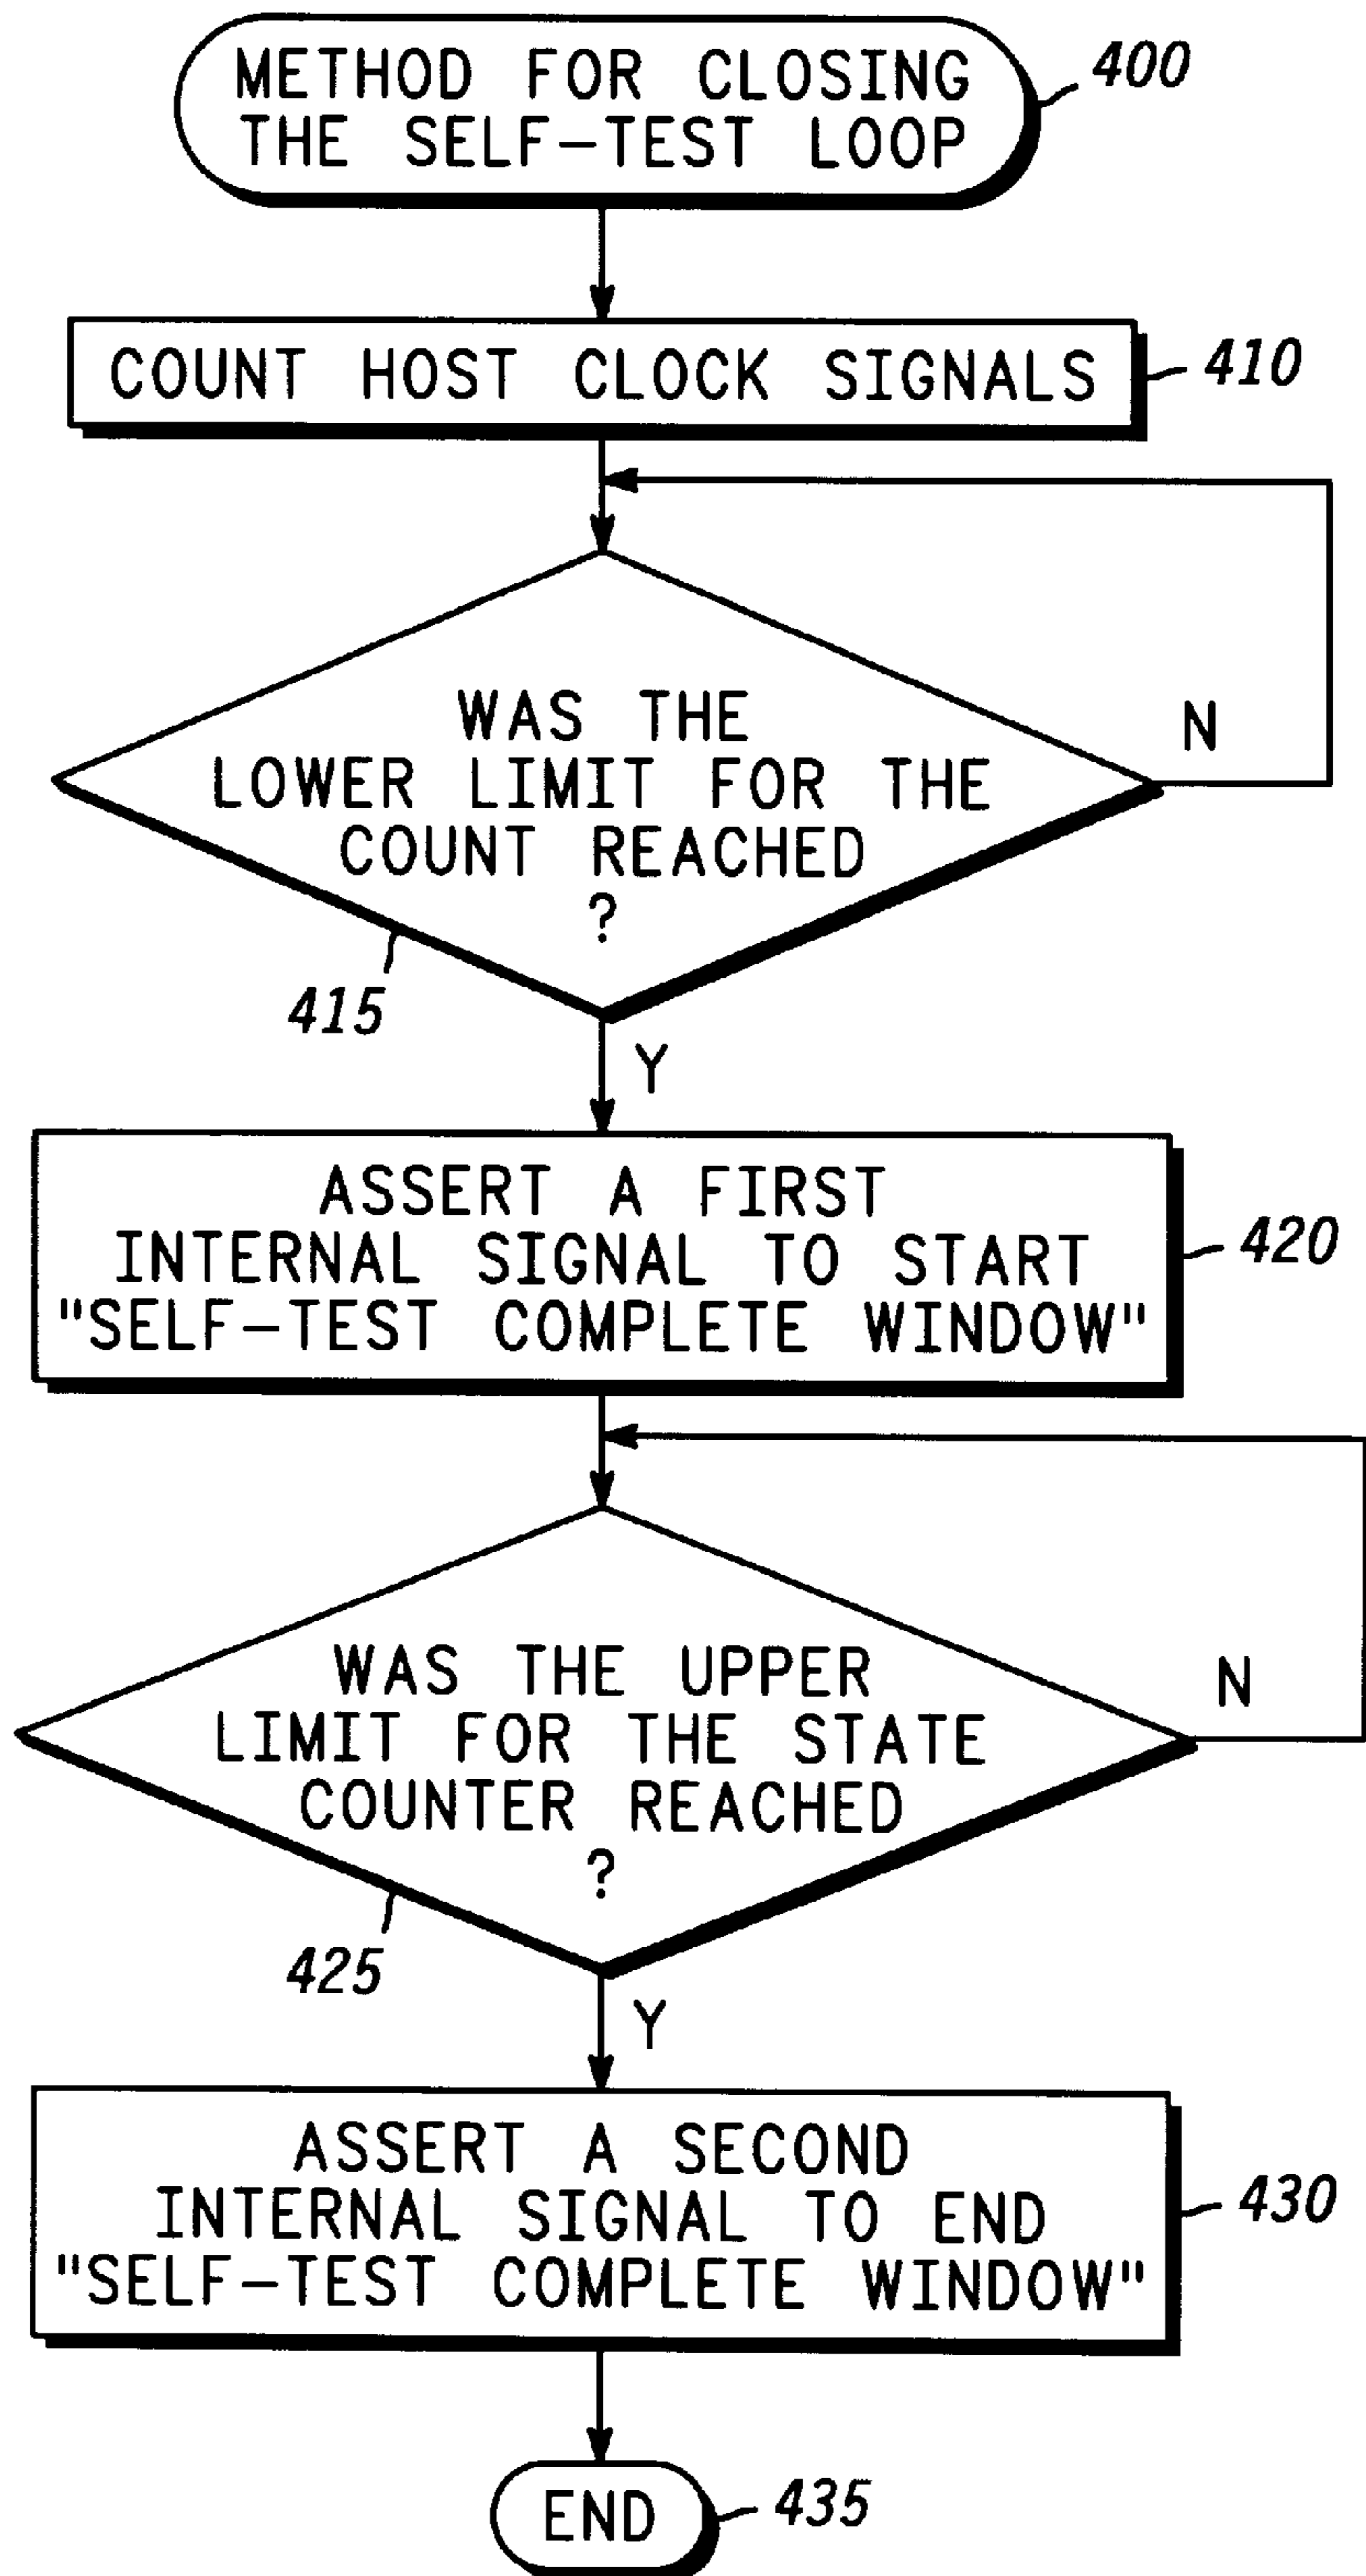 METHOD FOR CLOSING
THE SELF-TEST LOOP
400
COUNT HOST CLOCK SIGNALS
410
WAS THE
LOWER LIMIT FOR THE
COUNT REACHED
?
N
415
Y
ASSERT A FIRST
INTERNAL SIGNAL TO START
"SELF-TEST COMPLETE WINDOW"
420
WAS THE UPPER
LIMIT FOR THE STATE
COUNTER REACHED
?
N
425
Y
ASSERT A SECOND
INTERNAL SIGNAL TO END
"SELF-TEST COMPLETE WINDOW"
430
END
435